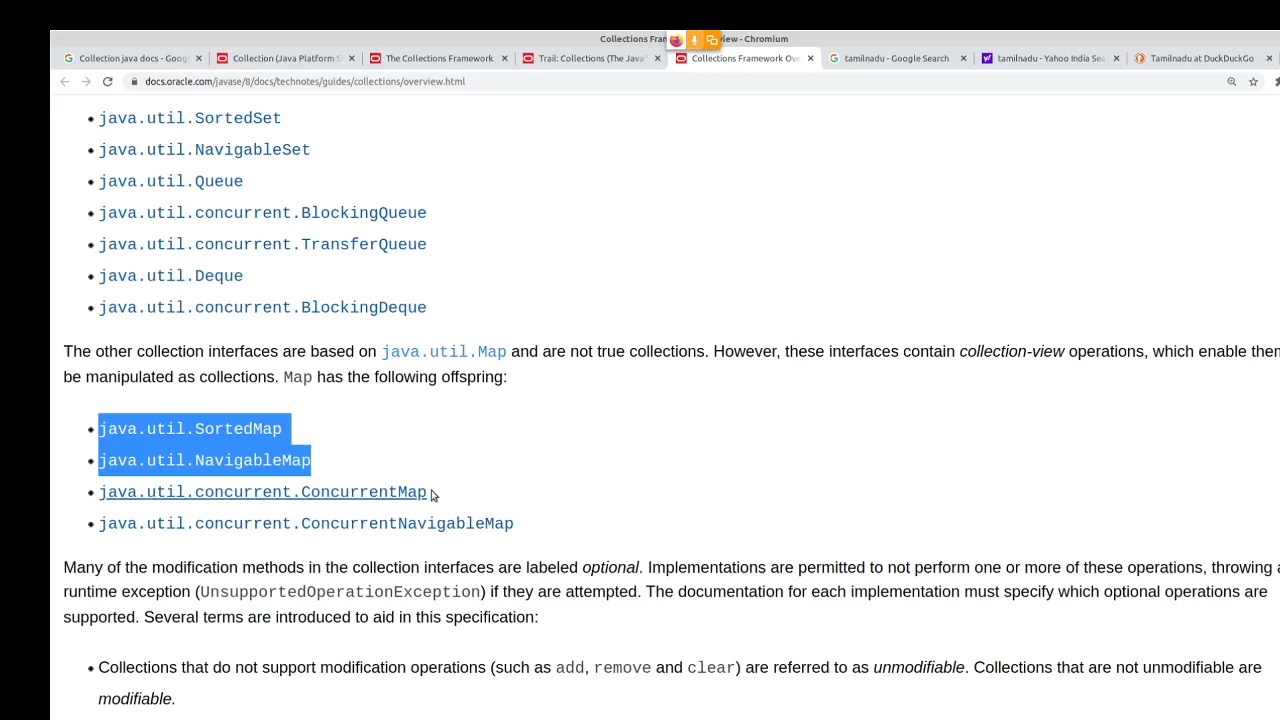 Collections Fran
view - Chromium
Collection java docs - Goog
Collection (Java Platform S
The Collections Framework
Trail: Collections (The Java
Collections Framework Ove
tamilnadu - Google Search
tamilnadu - Yahoo India Sea
Tamilnadu at DuckDuckGo
docs.oracle.com/javase/8/docs/technotes/guides/collections/overview.html
java.util.SortedSet
java.util.NavigableSet
java.util.Queue
java.util.concurrent.BlockingQueue
java.util.concurrent.TransferQueue
java.util.Deque
java.util.concurrent.BlockingDeque
The other collection interfaces are based on java.util.Map and are not true collections. However, these interfaces contain collection-view operations, which enable them
be manipulated as collections. Map has the following offspring:
java.util.SortedMap
java.util.NavigableMap
java.util.concurrent.ConcurrentMap
java.util.concurrent.ConcurrentNavigableMap
Many of the modification methods in the collection interfaces are labeled optional. Implementations are permitted to not perform one or more of these operations, throwing a
runtime exception (UnsupportedOperationException) if they are attempted. The documentation for each implementation must specify which optional operations are
supported. Several terms are introduced to aid in this specification:
Collections that do not support modification operations (such as add, remove and clear) are referred to as unmodifiable. Collections that are not unmodifiable are
modifiable.